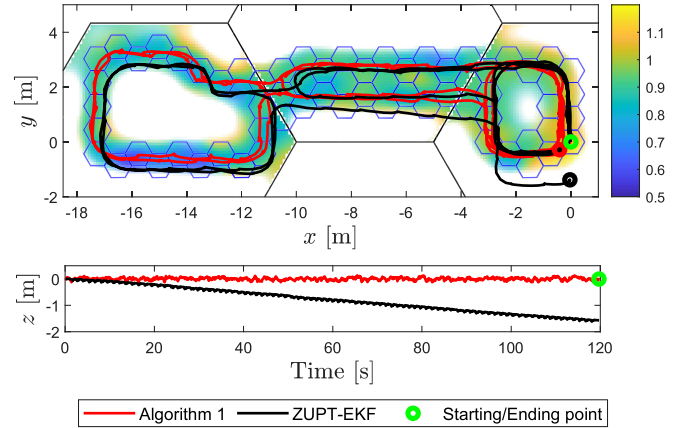 4
2
0
-2
y [m]
-18 -16 -14 -12 -10 -8 -6 -4 -2 0
x [m]
1.1
1
0.9
0.8
0.7
0.6
0.5
1
0
-1
-2
z [m]
0 20 40 60 80 100 120
Time [s]
Algorithm 1 ZUPT-EKF Starting/Ending point